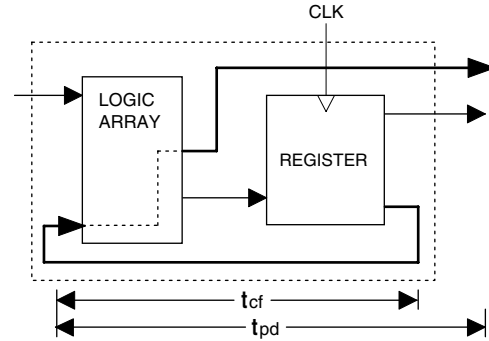 CLK
LOGIC
ARRAY
REGISTER
tcf
tpd